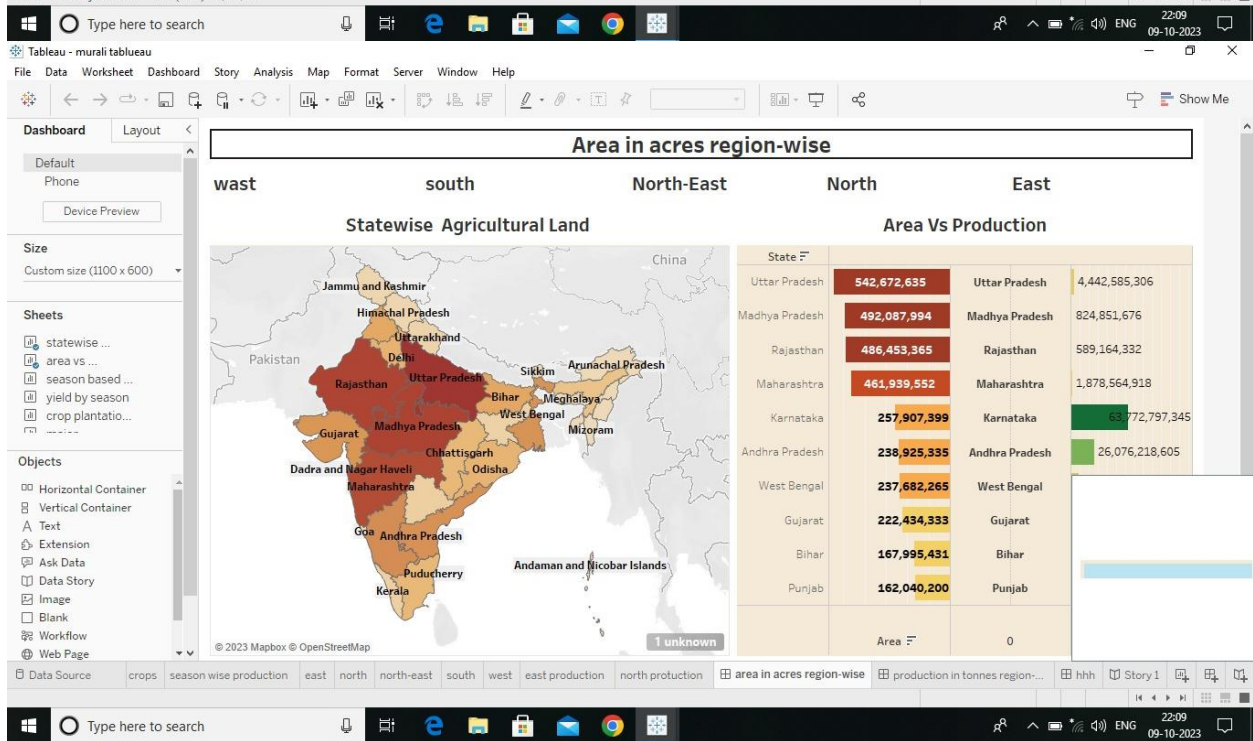 Type here to search
ENG
22:09
09-10-2023
Tableau - murali tablueau
File Data Worksheet Dashboard Story Analysis Map Format Server Window Help
Show Me
Dashboard Layout
Default
Phone
Device Preview
Size
Custom size (1100 x 600)
Sheets
statewise ...
area vs ...
season based ...
yield by season
crop plantatio...
Objects
Horizontal Container
Vertical Container
Text
Extension
Ask Data
Data Story
Image
Blank
Workflow
Web Page
Area in acres region-wise
wast south North-East North East
Statewise Agricultural Land
China
Jammu and Kashmir
Himachal Pradesh
Uttarakhand
Pakistan
Delhi
Arunachal Pradesh
Sikkim
Rajasthan
Uttar Pradesh
Bihar
Meghalaya
West Bengal
Gujarat
Madhya Pradesh
Mizoram
Chhattisgarh
Dadra and Nagar Haveli
Odisha
Maharashtra
Goa
Andhra Pradesh
Andaman and Nicobar Islands
Puducherry
Kerala
© 2023 Mapbox © OpenStreetMap
1 unknown
Area Vs Production
State
Uttar Pradesh 542,672,635 Uttar Pradesh 4,442,585,306
Madhya Pradesh 492,087,994 Madhya Pradesh 824,851,676
Rajasthan 486,453,365 Rajasthan 589,164,332
Maharashtra 461,939,552 Maharashtra 1,878,564,918
Karnataka 257,907,399 Karnataka 63,772,797,345
Andhra Pradesh 238,925,335 Andhra Pradesh 26,076,218,605
West Bengal 237,682,265 West Bengal
Gujarat 222,434,333 Gujarat
Bihar 167,995,431 Bihar
Punjab 162,040,200 Punjab
Area 0
Data Source crops season wise production east north north-east south west east production north protuction area in acres region-wise production in tonnes region-... hhh Story 1
Type here to search
ENG
22:09
09-10-2023